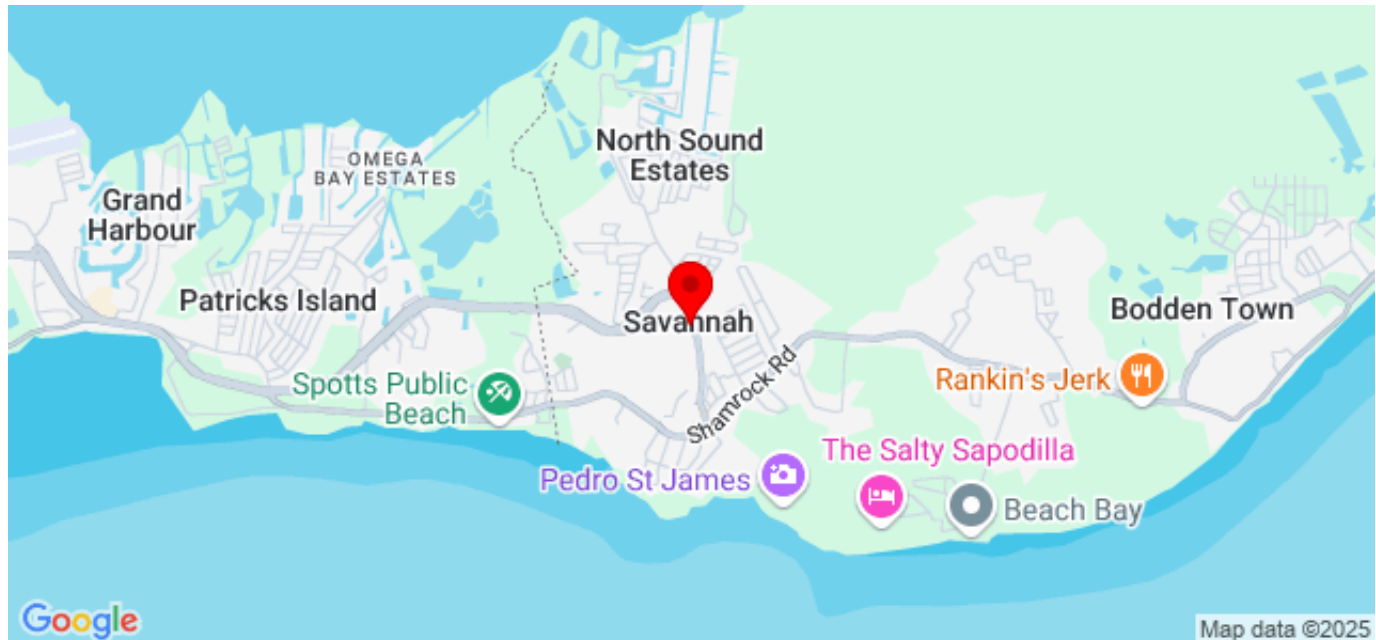 North Sound
Estates
OMEGA
BAY ESTATES
Grand
Harbour
Patricks Island
Savannah
Bodden Town
Shamrock Rd
Spotts Public
Beach
Rankin's Jerk
The Salty Sapodilla
Pedro St James
Beach Bay
Google
Map data ©2025